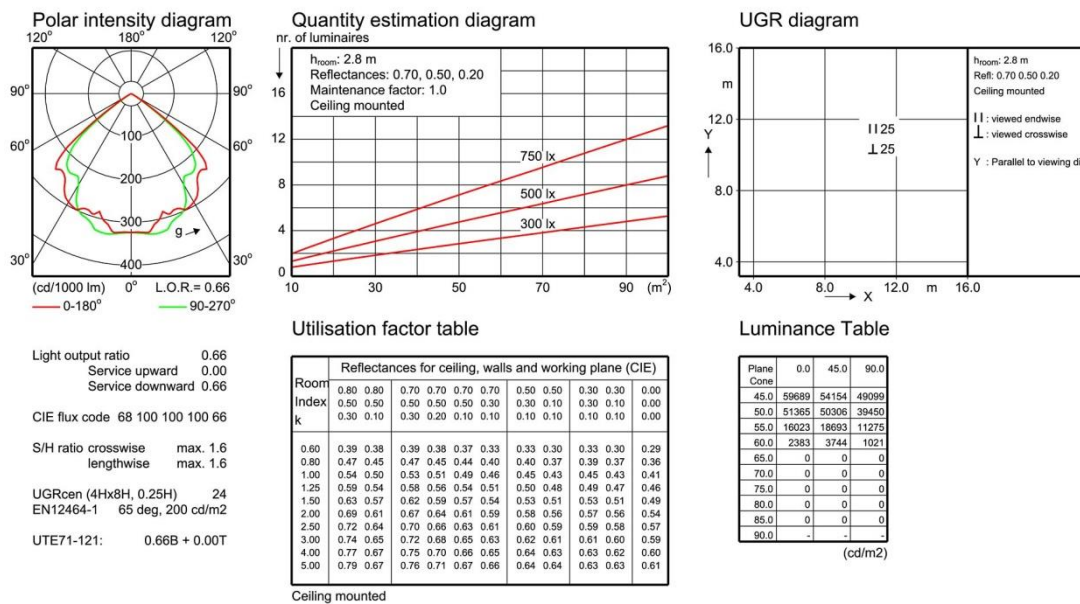 Polar intensity diagram
120° 180° 120°
90° 90°
60° 60°
30° 30°
100
200
300
400
g
(cd/1000 lm) 0° L.O.R.= 0.66
0-180° 90-270°
Light output ratio 0.66
Service upward 0.00
Service downward 0.66
CIE flux code 68 100 100 100 66
S/H ratio crosswise max. 1.6
lengthwise max. 1.6
UGRcen (4Hx8H, 0.25H) 24
EN12464-1 65 deg, 200 cd/m2
UTE71-121: 0.66B + 0.00T
Quantity estimation diagram
nr. of luminaires
hroom: 2.8 m
Reflectances: 0.70, 0.50, 0.20
Maintenance factor: 1.0
Ceiling mounted
16
12
8
4
0
750 lx
500 lx
300 lx
10 30 50 70 90 (m²)
UGR diagram
16.0
m
12.0
Y
8.0
4.0
|| 25
⊥ 25
4.0 8.0 12.0 m 16.0
X
hroom: 2.8 m
Refl: 0.70 0.50 0.20
Ceiling mounted
|| : viewed endwise
⊥ : viewed crosswise
Y : Parallel to viewing di
Utilisation factor table
Room Index k
Reflectances for ceiling, walls and working plane (CIE)
0.80 0.80 0.70 0.70 0.70 0.70 0.50 0.50 0.30 0.30 0.00
0.50 0.50 0.50 0.50 0.50 0.30 0.30 0.10 0.30 0.10 0.00
0.30 0.10 0.30 0.20 0.10 0.10 0.10 0.10 0.10 0.10 0.00
0.60 0.39 0.38 0.39 0.38 0.37 0.33 0.33 0.30 0.33 0.30 0.29
0.80 0.47 0.45 0.47 0.45 0.44 0.40 0.40 0.37 0.39 0.37 0.36
1.00 0.54 0.50 0.53 0.51 0.49 0.46 0.45 0.43 0.45 0.43 0.41
1.25 0.59 0.54 0.58 0.56 0.54 0.51 0.50 0.48 0.49 0.47 0.46
1.50 0.63 0.57 0.62 0.59 0.57 0.54 0.53 0.51 0.53 0.51 0.49
2.00 0.69 0.61 0.67 0.64 0.61 0.59 0.58 0.56 0.57 0.56 0.54
2.50 0.72 0.64 0.70 0.66 0.63 0.61 0.60 0.59 0.59 0.58 0.57
3.00 0.74 0.65 0.72 0.68 0.65 0.63 0.62 0.61 0.61 0.60 0.59
4.00 0.77 0.67 0.75 0.70 0.66 0.65 0.64 0.63 0.63 0.62 0.60
5.00 0.79 0.67 0.76 0.71 0.67 0.66 0.64 0.64 0.63 0.63 0.61
Ceiling mounted
Luminance Table
Plane 0.0 45.0 90.0
Cone
45.0 59689 54154 49099
50.0 51365 50306 39450
55.0 16023 18693 11275
60.0 2383 3744 1021
65.0 0 0 0
70.0 0 0 0
75.0 0 0 0
80.0 0 0 0
85.0 0 0 0
90.0 - - -
(cd/m2)